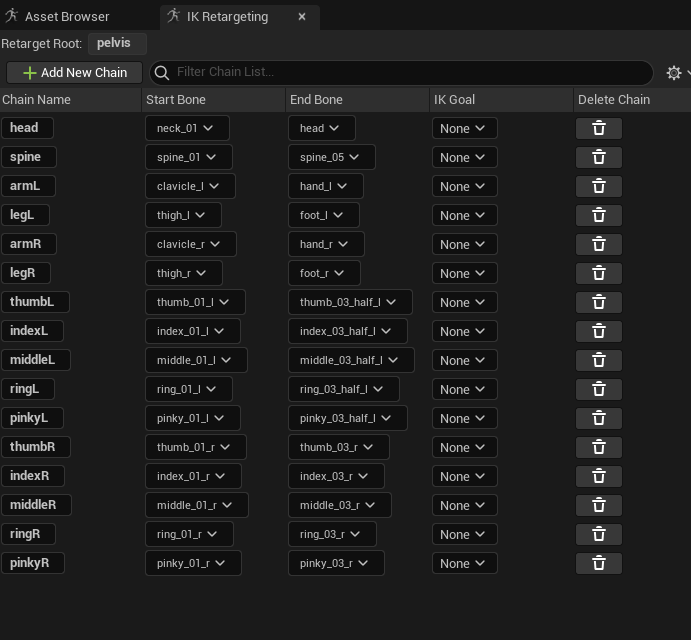 Asset Browser IK Retargeting
Retarget Root: pelvis
Add New Chain Filter Chain List...
Chain Name Start Bone End Bone IK Goal Delete Chain
head neck_01 head None
spine spine_01 spine_05 None
armL clavicle_l hand_l None
legL thigh_l foot_l None
armR clavicle_r hand_r None
legR thigh_r foot_r None
thumbL thumb_01_l thumb_03_half_l None
indexL index_01_l index_03_half_l None
middleL middle_01_l middle_03_half_l None
ringL ring_01_l ring_03_half_l None
pinkyL pinky_01_l pinky_03_half_l None
thumbR thumb_01_r thumb_03_r None
indexR index_01_r index_03_r None
middleR middle_01_r middle_03_r None
ringR ring_01_r ring_03_r None
pinkyR pinky_01_r pinky_03_r None